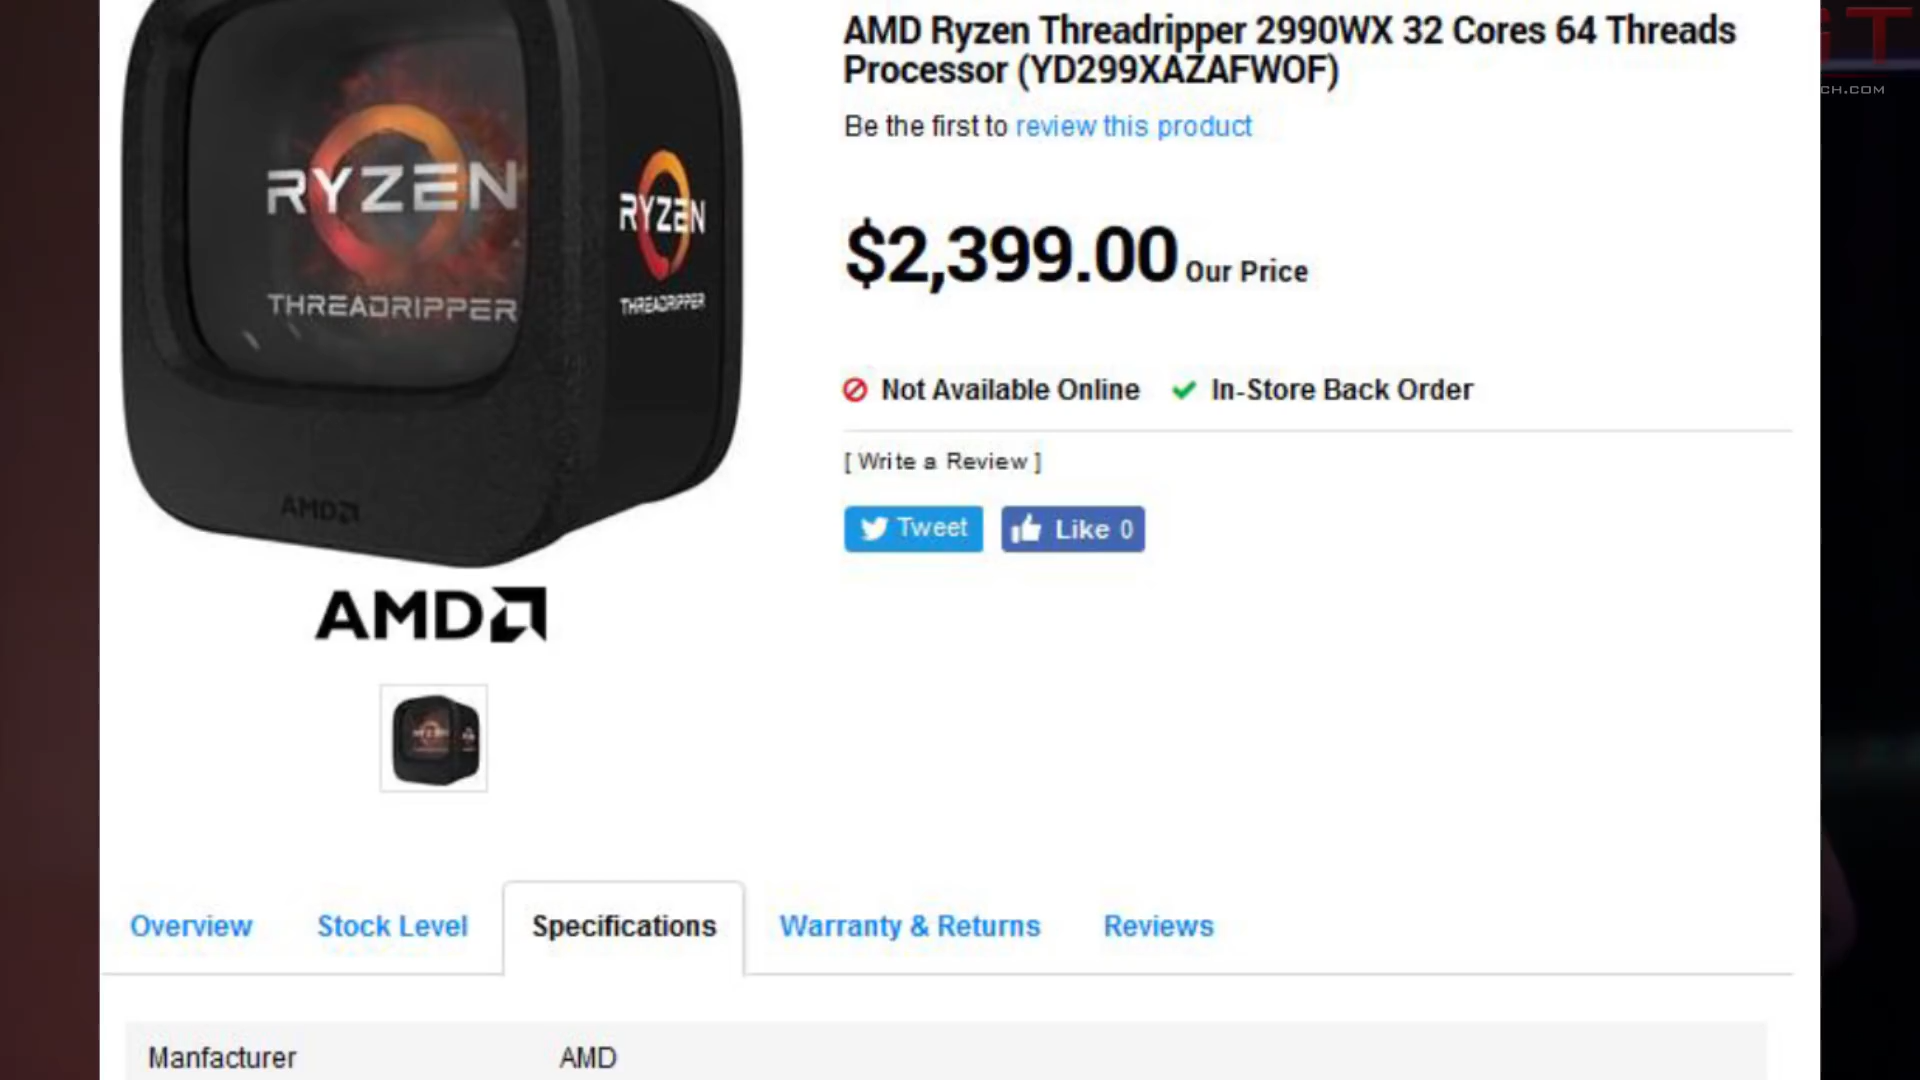 AMD Ryzen Threadripper 2990WX 32 Cores 64 Threads
Processor (YD299XAZAFWOF)
CH.COM
Be the first to review this product
RYZEN
THREADRIPPER
RYZEN
THREADRIPPER
AMD
$2,399.00 Our Price
Not Available Online In-Store Back Order
[ Write a Review ]
Tweet Like 0
AMD
Overview Stock Level Specifications Warranty & Returns Reviews
Manfacturer AMD